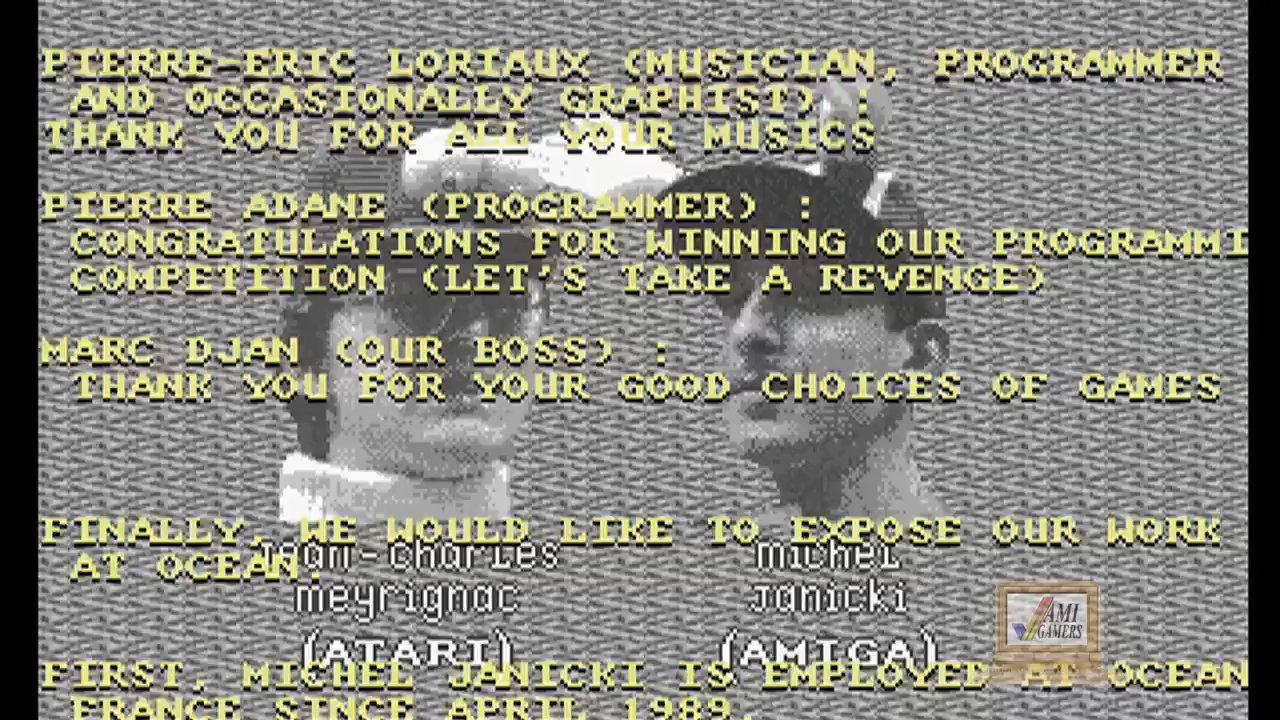 PIERRE-ERIC LORIAUX (MUSICIAN, PROGRAMMER
AND OCCASIONALLY GRAPHIST) :
THANK YOU FOR ALL YOUR MUSICS
PIERRE ADANE (PROGRAMMER) :
CONGRATULATIONS FOR WINNING OUR PROGRAMMI
COMPETITION (LET'S TAKE A REVENGE)
MARC DJAN (OUR BOSS) :
THANK YOU FOR YOUR GOOD CHOICES OF GAMES
FINALLY, WE WOULD LIKE TO EXPOSE OUR WORK
AT OCEAN.
jean-charles
meyrignac
(ATARI)
michel
janicki
(AMIGA)
AMI
GAMERS
FIRST, MICHEL JANICKI IS EMPLOYED AT OCEAN
FRANCE SINCE APRIL 1989.